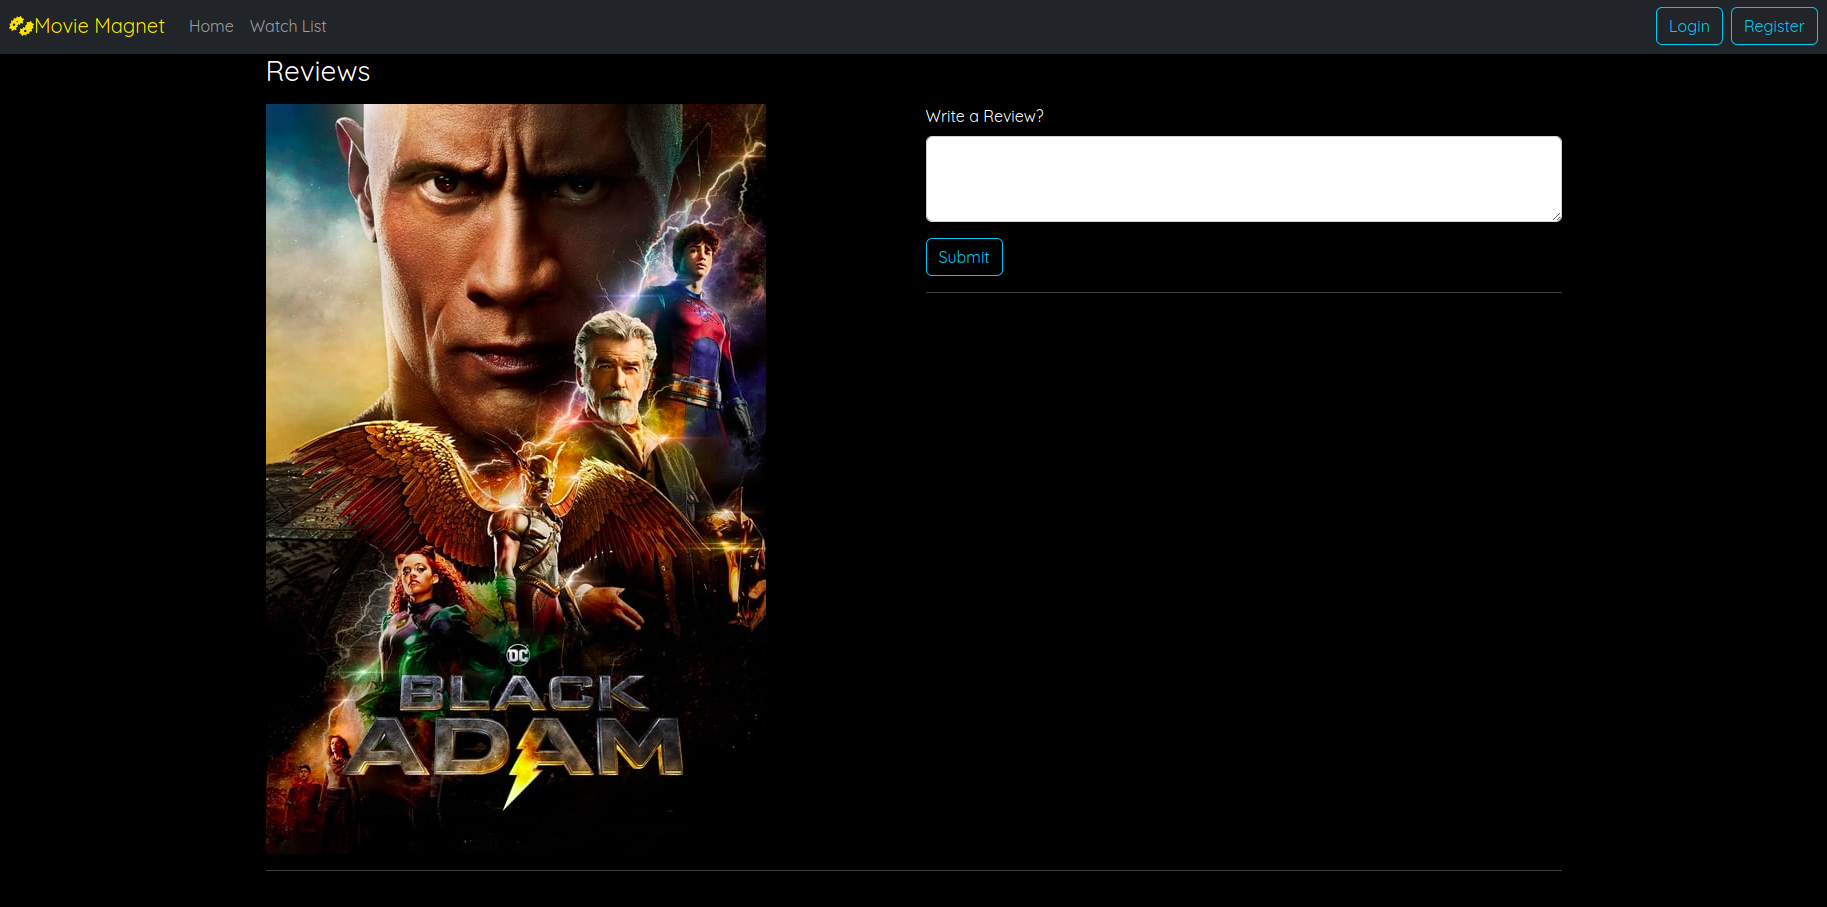 Movie Magnet Home Watch List Login Register
Reviews
Write a Review?
Submit
DC
BLACK
ADAM